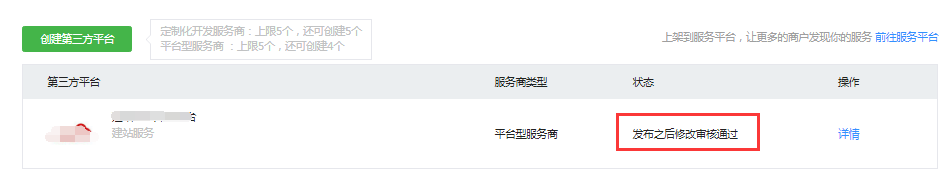 创建第三方平台
定制化开发服务商：上限5个，还可创建5个
平台型服务商 ：上限5个，还可创建4个
上架到服务平台，让更多的商户发现你的服务 前往服务平台
第三方平台 服务商类型 状态 操作
台
建站服务
平台型服务商 发布之后修改审核通过 详情